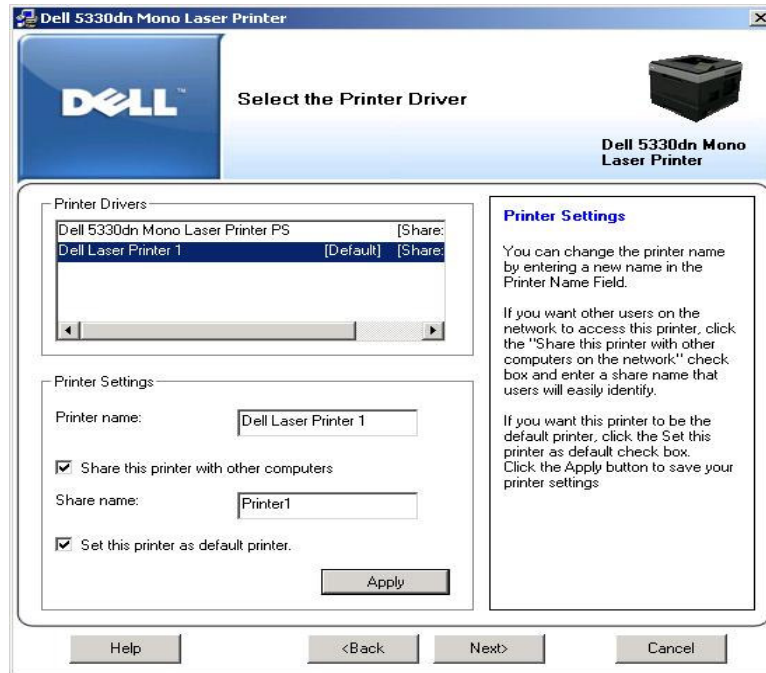 Dell 5330dn Mono Laser Printer
DELL™
Select the Printer Driver
Dell 5330dn Mono
Laser Printer
Printer Drivers
Dell 5330dn Mono Laser Printer PS [Share:
Dell Laser Printer 1 [Default] [Share:
Printer Settings
Printer name: Dell Laser Printer 1
Share this printer with other computers
Share name: Printer1
Set this printer as default printer.
Apply
Printer Settings
You can change the printer name
by entering a new name in the
Printer Name Field.
If you want other users on the
network to access this printer, click
the "Share this printer with other
computers on the network" check
box and enter a share name that
users will easily identify.
If you want this printer to be the
default printer, click the Set this
printer as default check box.
Click the Apply button to save your
printer settings
Help
<Back
Next>
Cancel